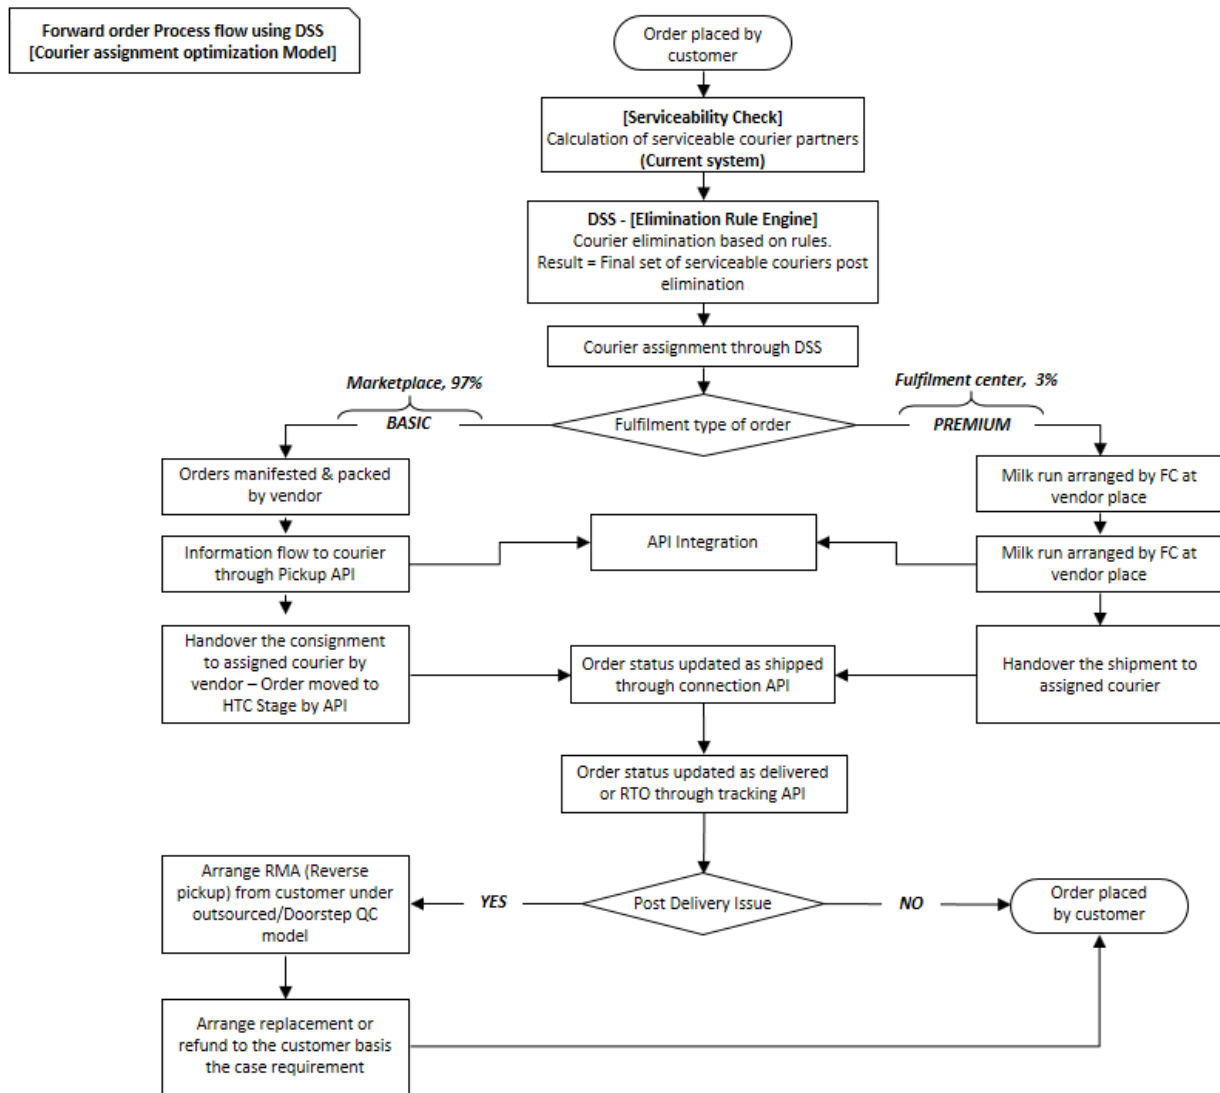 Forward order Process flow using DSS
[Courier assignment optimization Model]
Order placed by
customer
[Serviceability Check]
Calculation of serviceable courier partners
(Current system)
DSS - [Elimination Rule Engine]
Courier elimination based on rules.
Result = Final set of serviceable couriers post
elimination
Courier assignment through DSS
Marketplace, 97%
Fulfilment center, 3%
BASIC
Fulfilment type of order
PREMIUM
Orders manifested & packed
by vendor
Milk run arranged by FC at
vendor place
Information flow to courier
through Pickup API
API Integration
Milk run arranged by FC at
vendor place
Handover the consignment
to assigned courier by
vendor – Order moved to
HTC Stage by API
Order status updated as shipped
through connection API
Handover the shipment to
assigned courier
Order status updated as delivered
or RTO through tracking API
Arrange RMA (Reverse
pickup) from customer under
outsourced/Doorstep QC
model
YES
Post Delivery Issue
NO
Order placed
by customer
Arrange replacement or
refund to the customer basis
the case requirement